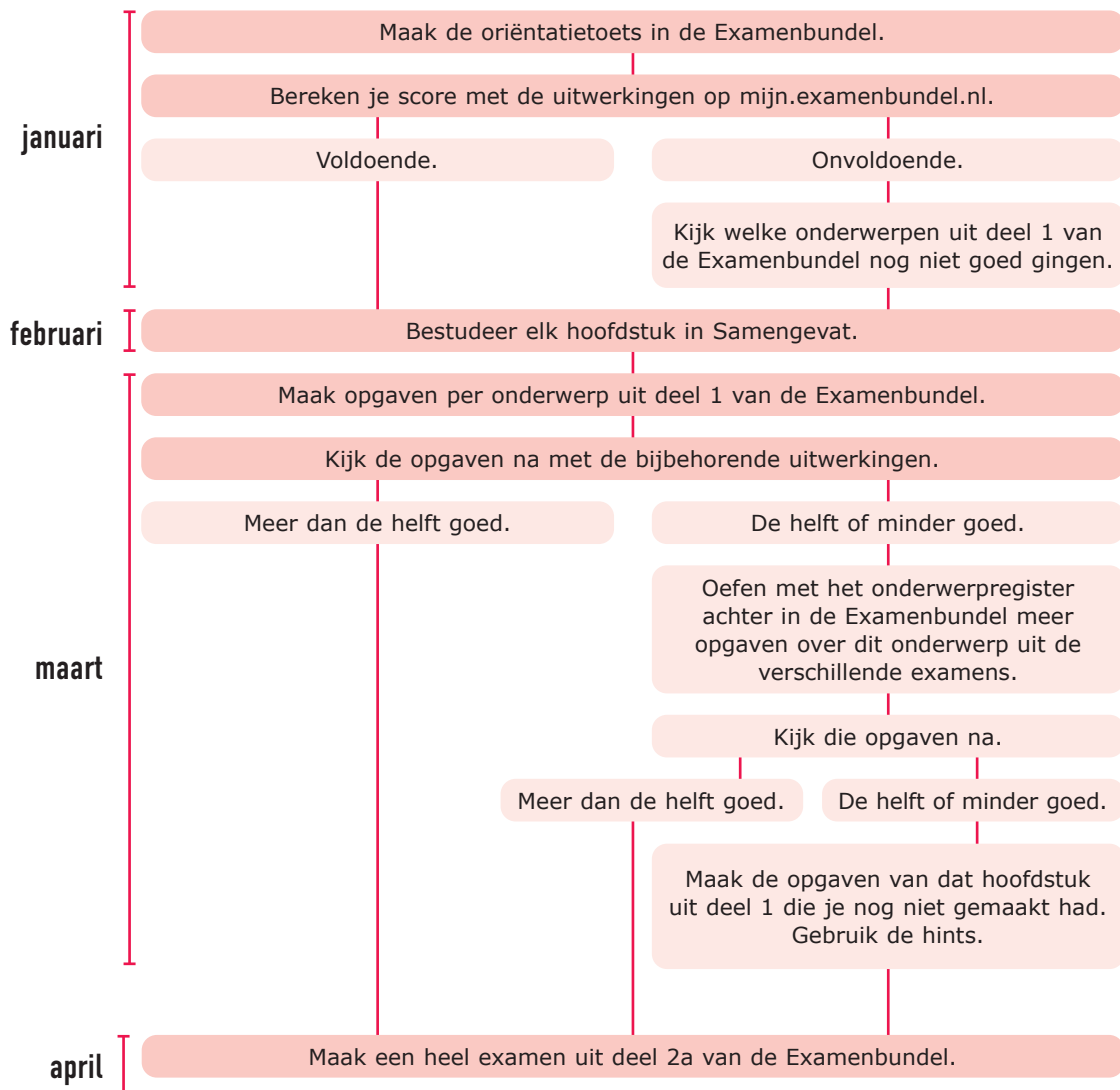 Maak de oriëntatietoets in de Examenbundel.
Bereken je score met de uitwerkingen op mijn.examenbundel.nl.
januari
Voldoende.
Onvoldoende.
Kijk welke onderwerpen uit deel 1 van
de Examenbundel nog niet goed gingen.
februari
Bestudeer elk hoofdstuk in Samengevat.
Maak opgaven per onderwerp uit deel 1 van de Examenbundel.
Kijk de opgaven na met de bijbehorende uitwerkingen.
Meer dan de helft goed.
De helft of minder goed.
Oefen met het onderwerpregister
achter in de Examenbundel meer
opgaven over dit onderwerp uit de
verschillende examens.
maart
Kijk die opgaven na.
Meer dan de helft goed.
De helft of minder goed.
Maak de opgaven van dat hoofdstuk
uit deel 1 die je nog niet gemaakt had.
Gebruik de hints.
april
Maak een heel examen uit deel 2a van de Examenbundel.